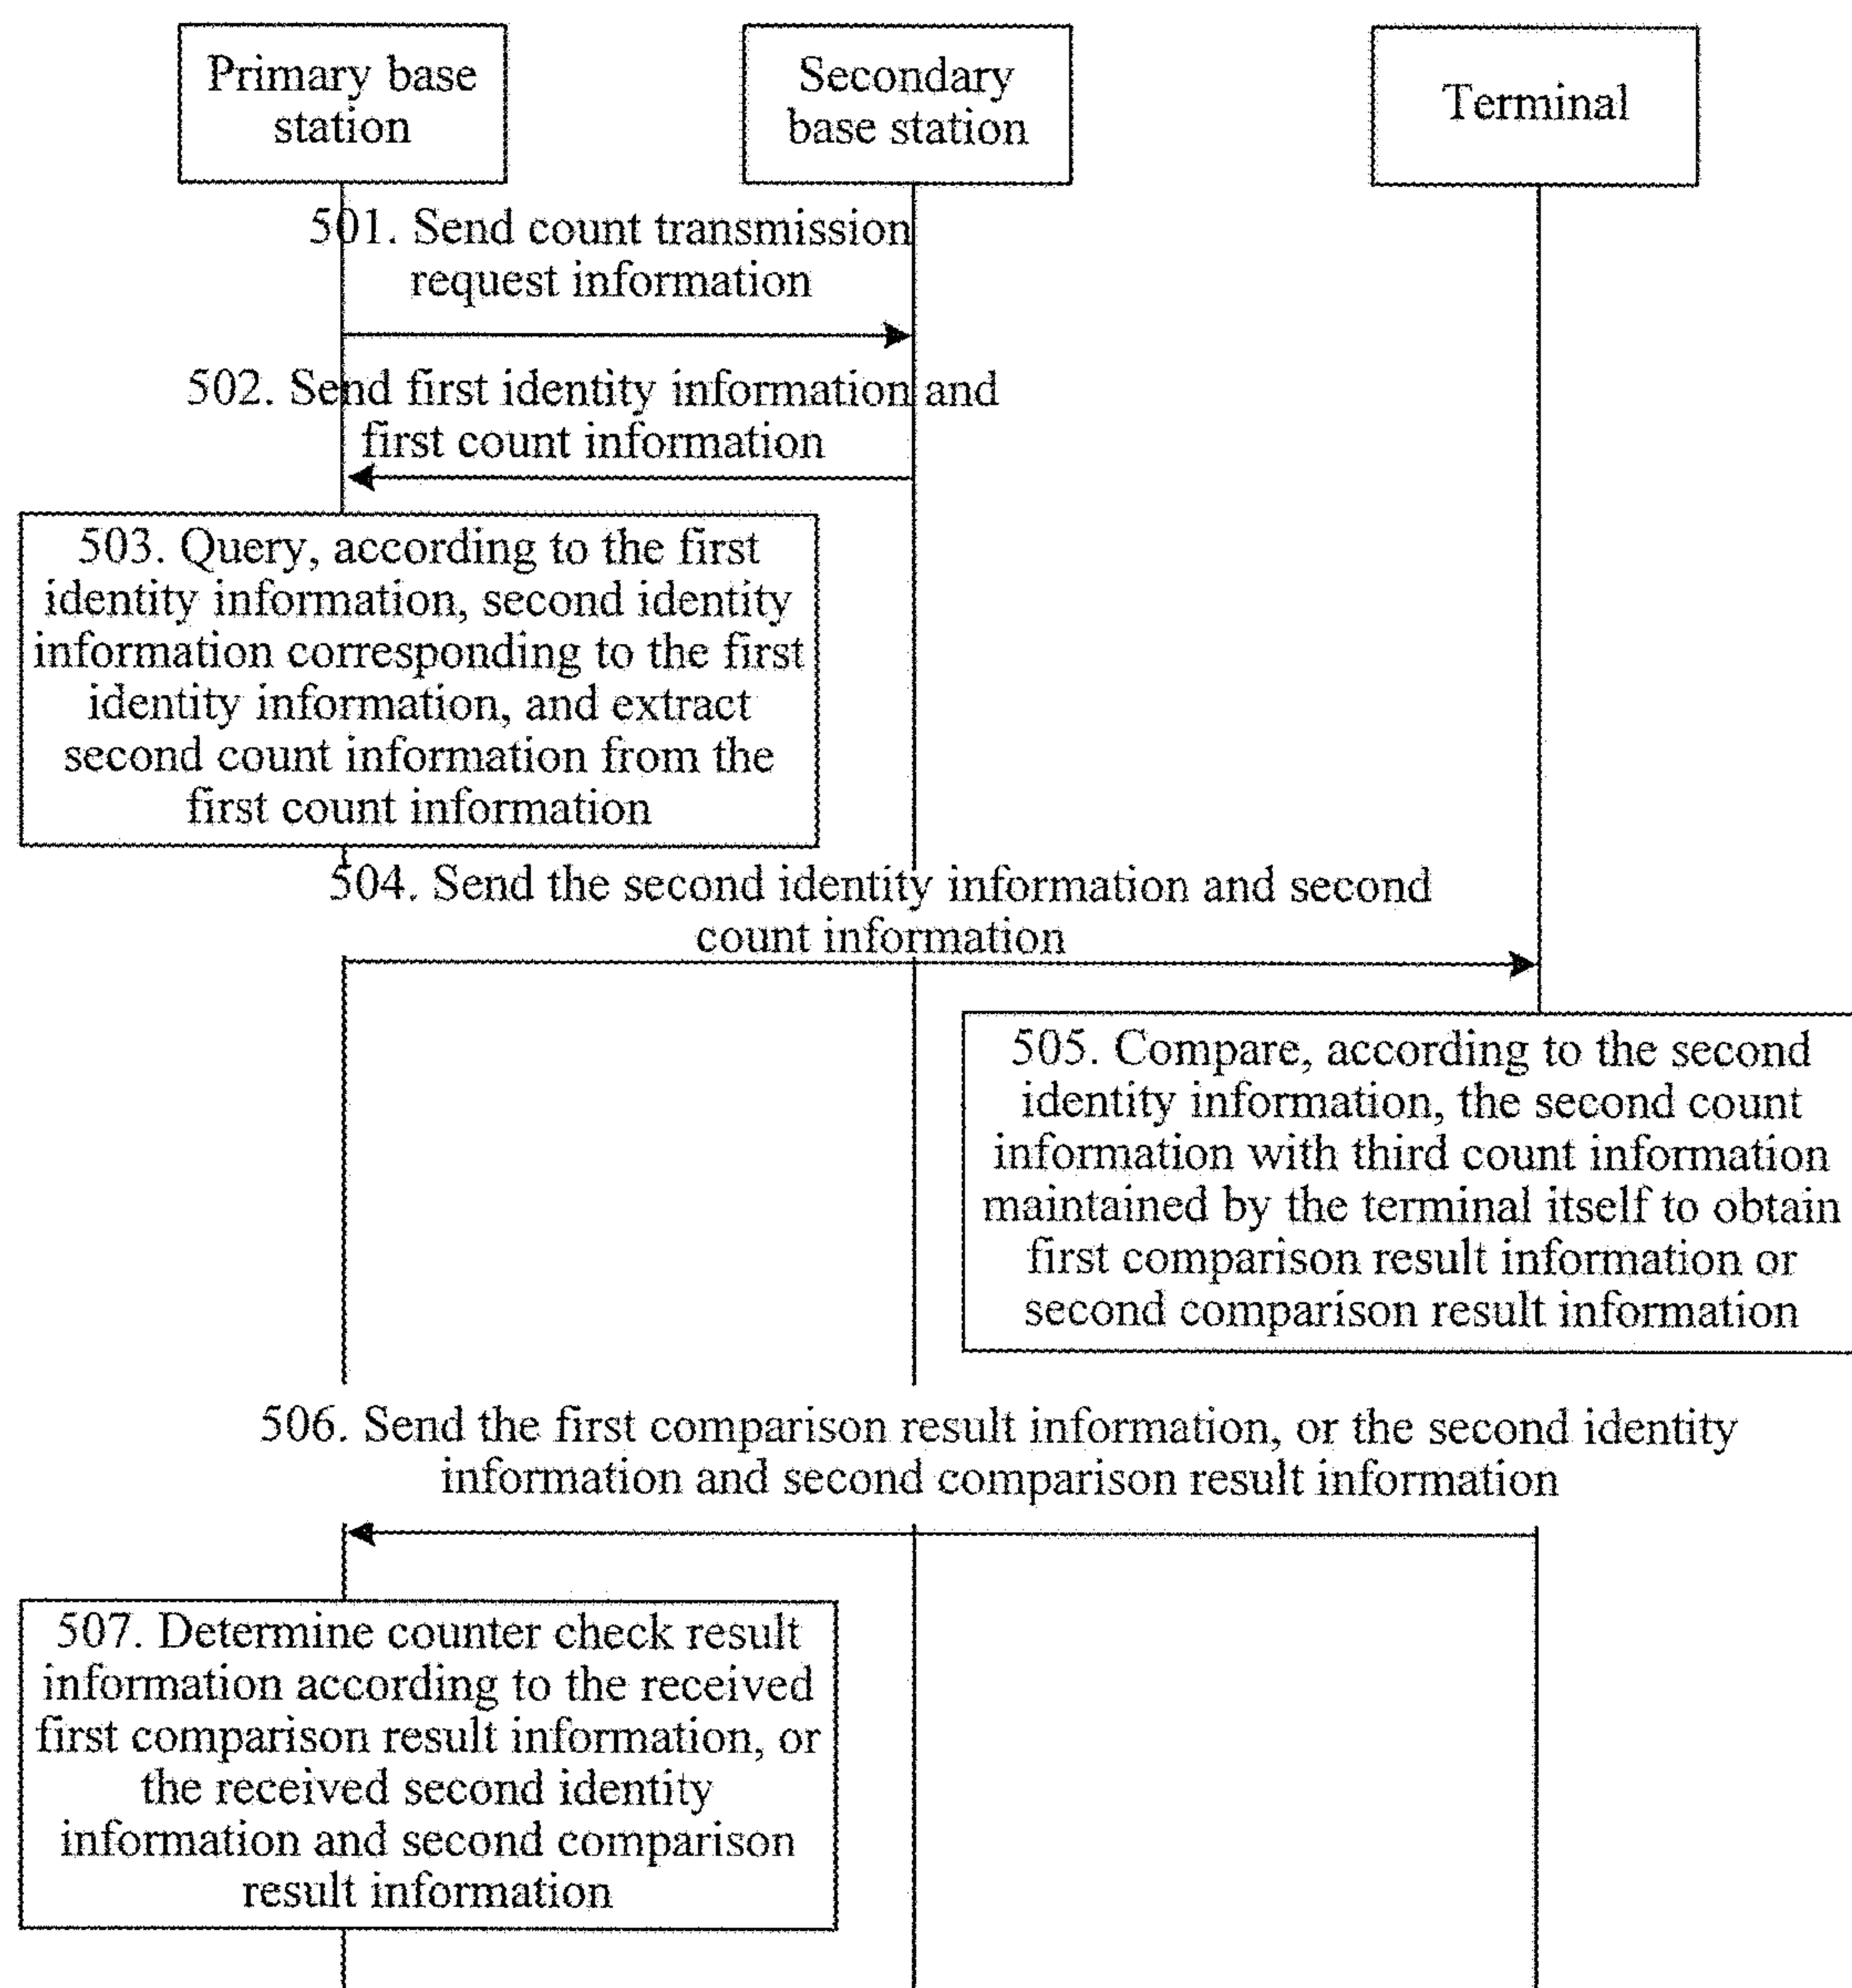 Primary base
station
Secondary
base station
Terminal
501. Send count transmission
request information
502. Send first identity information and
first count information
503. Query, according to the first
identity information, second identity
information corresponding to the first
identity information, and extract
second count information from the
first count information
504. Send the second identity information and second
count information
505. Compare, according to the second
identity information, the second count
information with third count information
maintained by the terminal itself to obtain
first comparison result information or
second comparison result information
506. Send the first comparison result information, or the second identity
information and second comparison result information
507. Determine counter check result
information according to the received
first comparison result information, or
the received second identity
information and second comparison
result information